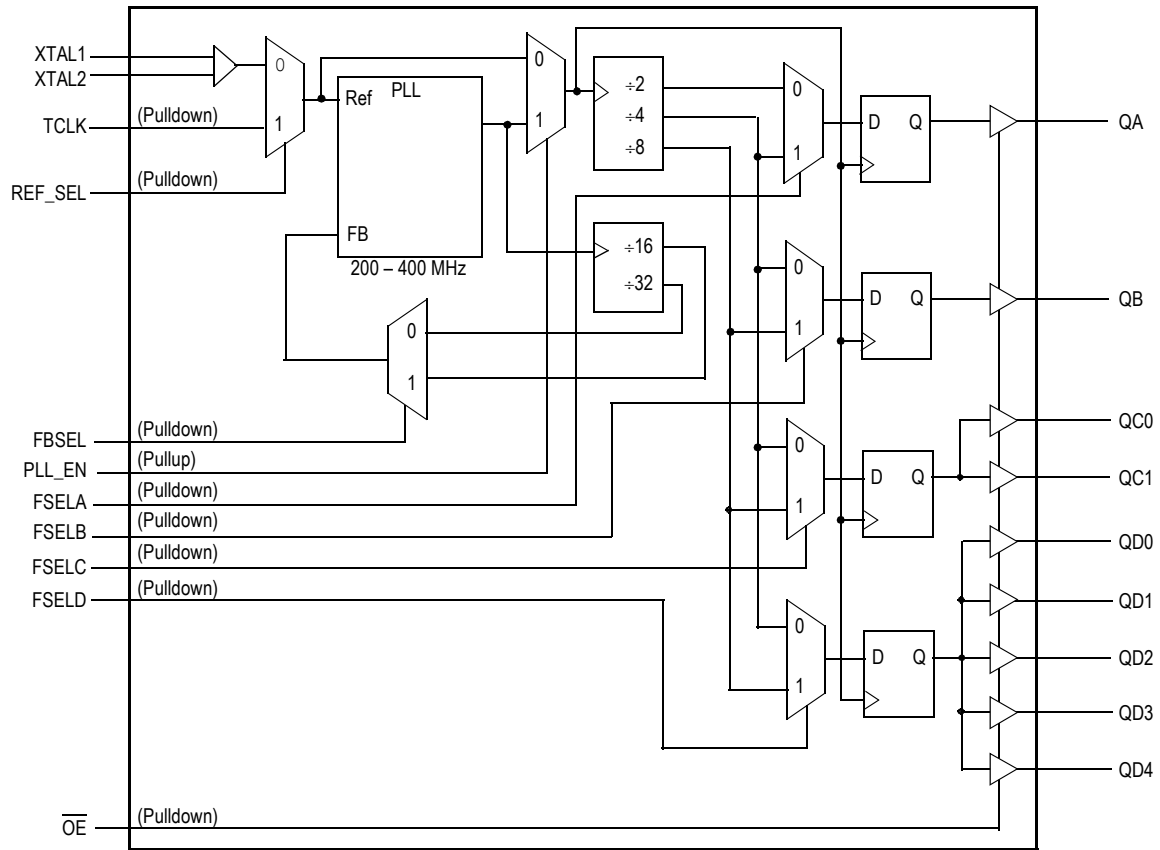 XTAL1
XTAL2
TCLK
(Pulldown)
REF_SEL
(Pulldown)
0
1
Ref
PLL
FB
200 – 400 MHz
0
1
÷2
÷4
÷8
÷16
÷32
0
1
FBSEL
(Pulldown)
PLL_EN
(Pullup)
FSELA
(Pulldown)
FSELB
(Pulldown)
FSELC
(Pulldown)
FSELD
(Pulldown)
OE
(Pulldown)
0
1
D Q
QA
0
1
D Q
QB
0
1
D Q
QC0
QC1
0
1
D Q
QD0
QD1
QD2
QD3
QD4